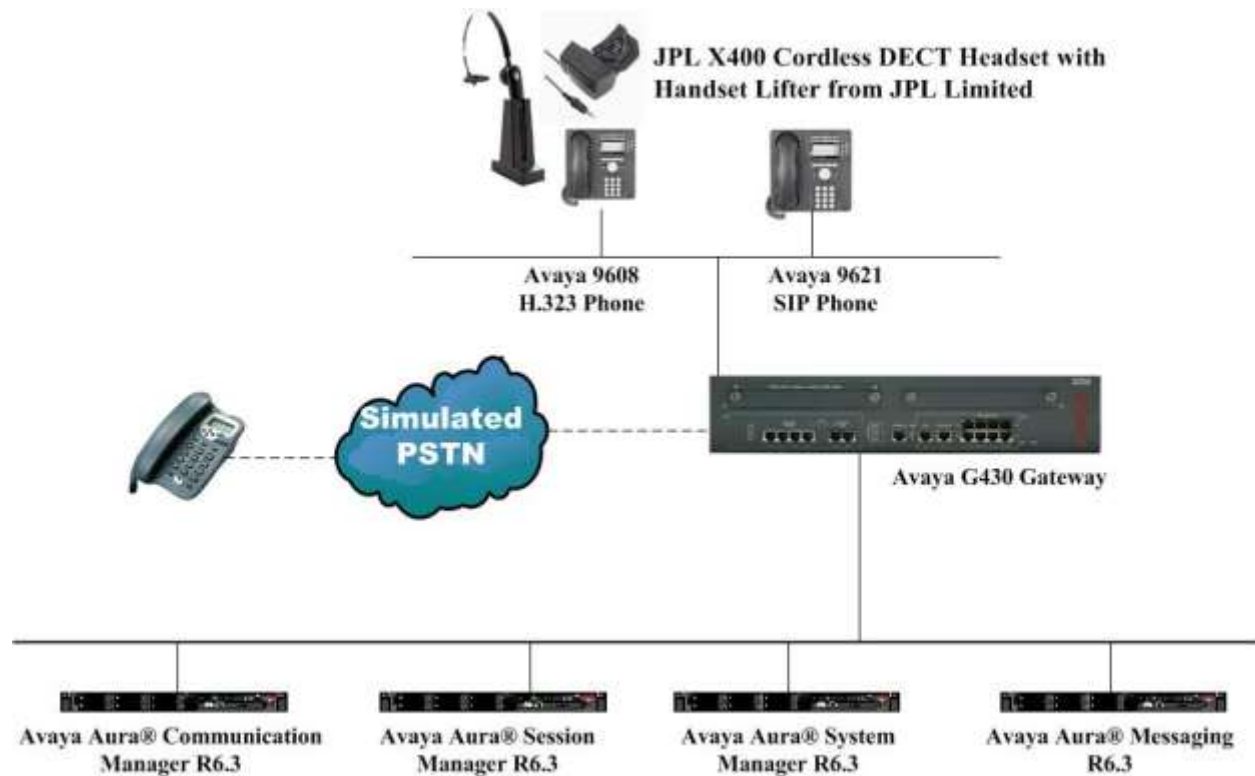 JPL X400 Cordless DECT Headset with
Handset Lifter from JPL Limited
Avaya 9608
H.323 Phone
Avaya 9621
SIP Phone
Simulated
PSTN
Avaya G430 Gateway
Avaya Aura® Communication
Manager R6.3
Avaya Aura® Session
Manager R6.3
Avaya Aura® System
Manager R6.3
Avaya Aura® Messaging
R6.3